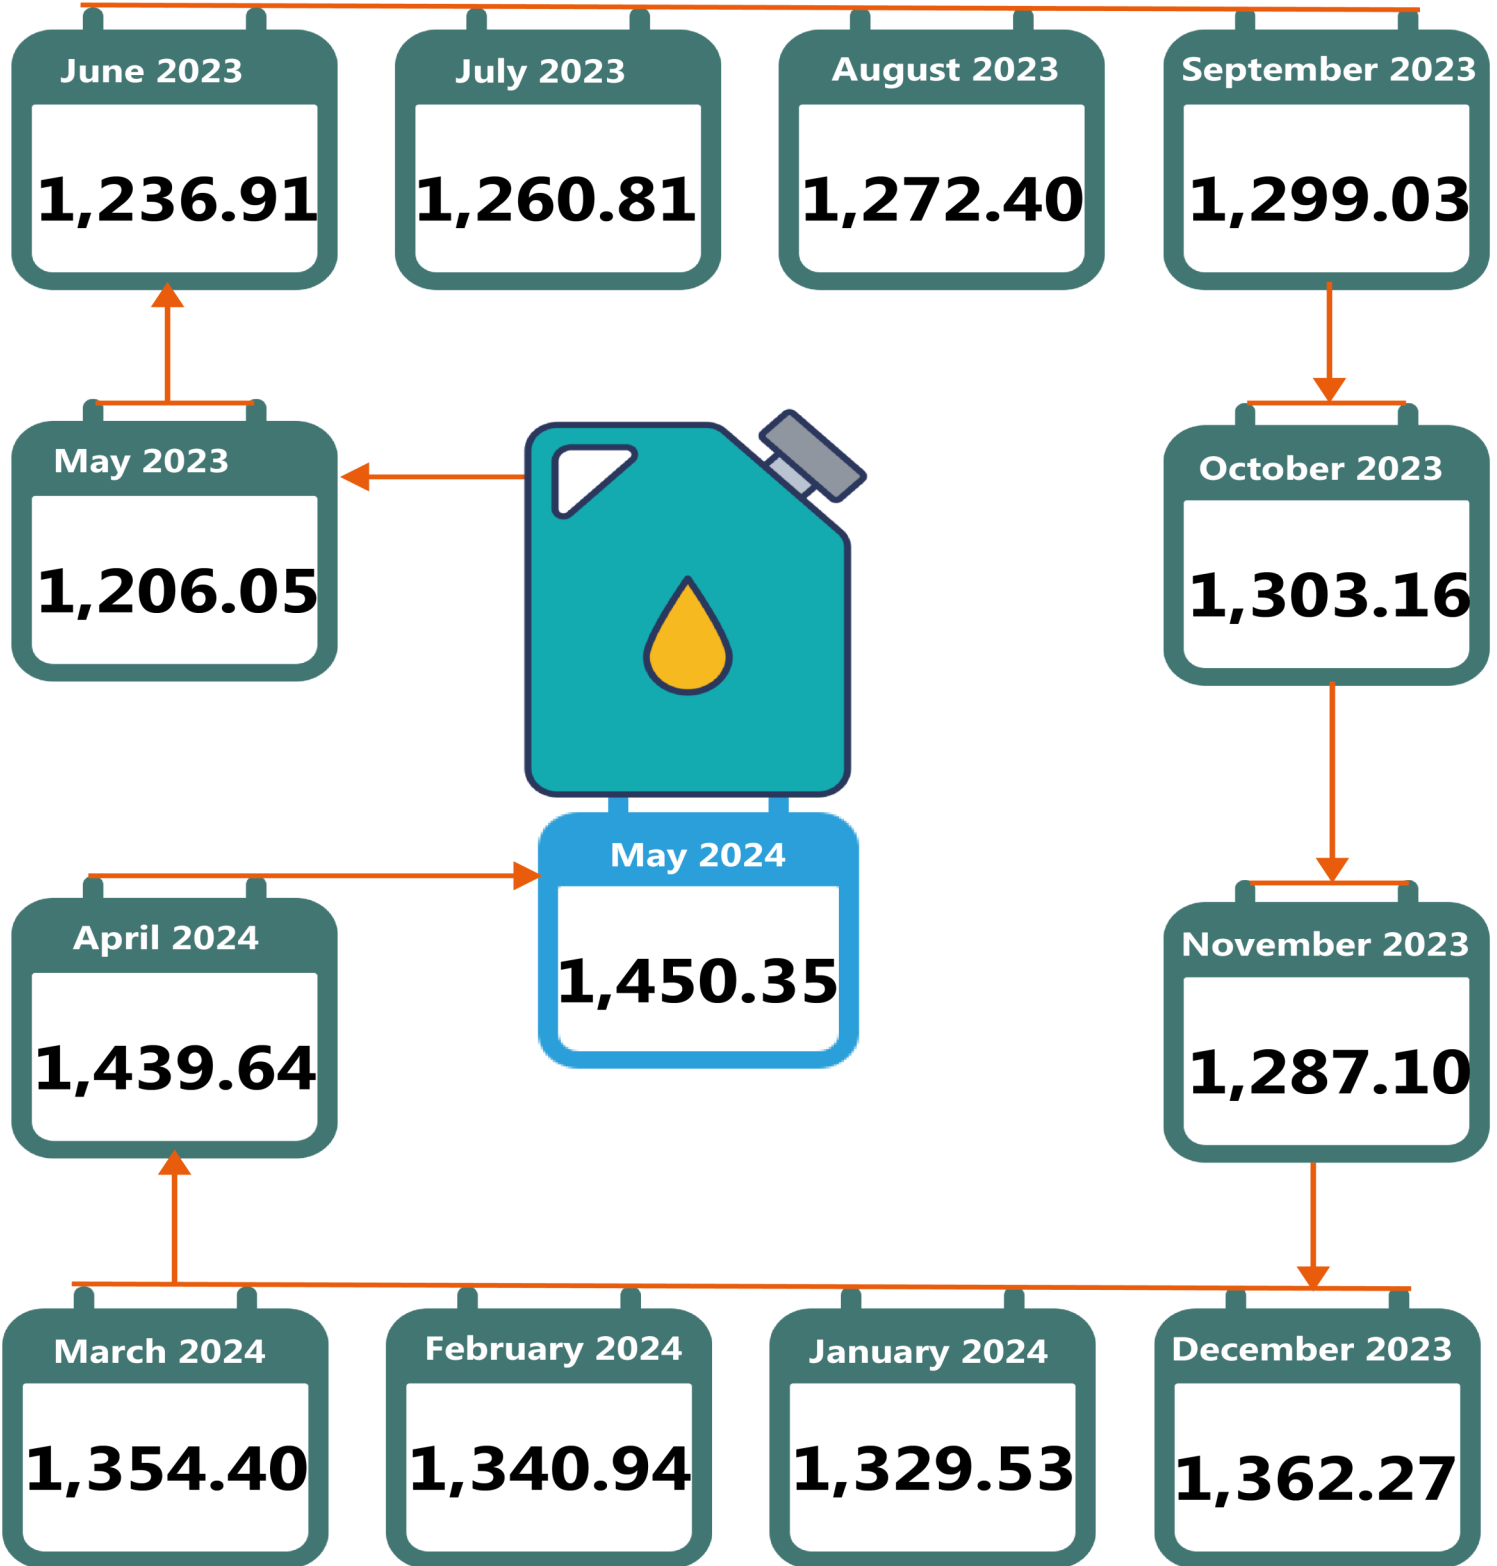 June 2023
1,236.91
July 2023
1,260.81
August 2023
1,272.40
September 2023
1,299.03
May 2023
1,206.05
October 2023
1,303.16
May 2024
1,450.35
April 2024
1,439.64
November 2023
1,287.10
March 2024
1,354.40
February 2024
1,340.94
January 2024
1,329.53
December 2023
1,362.27